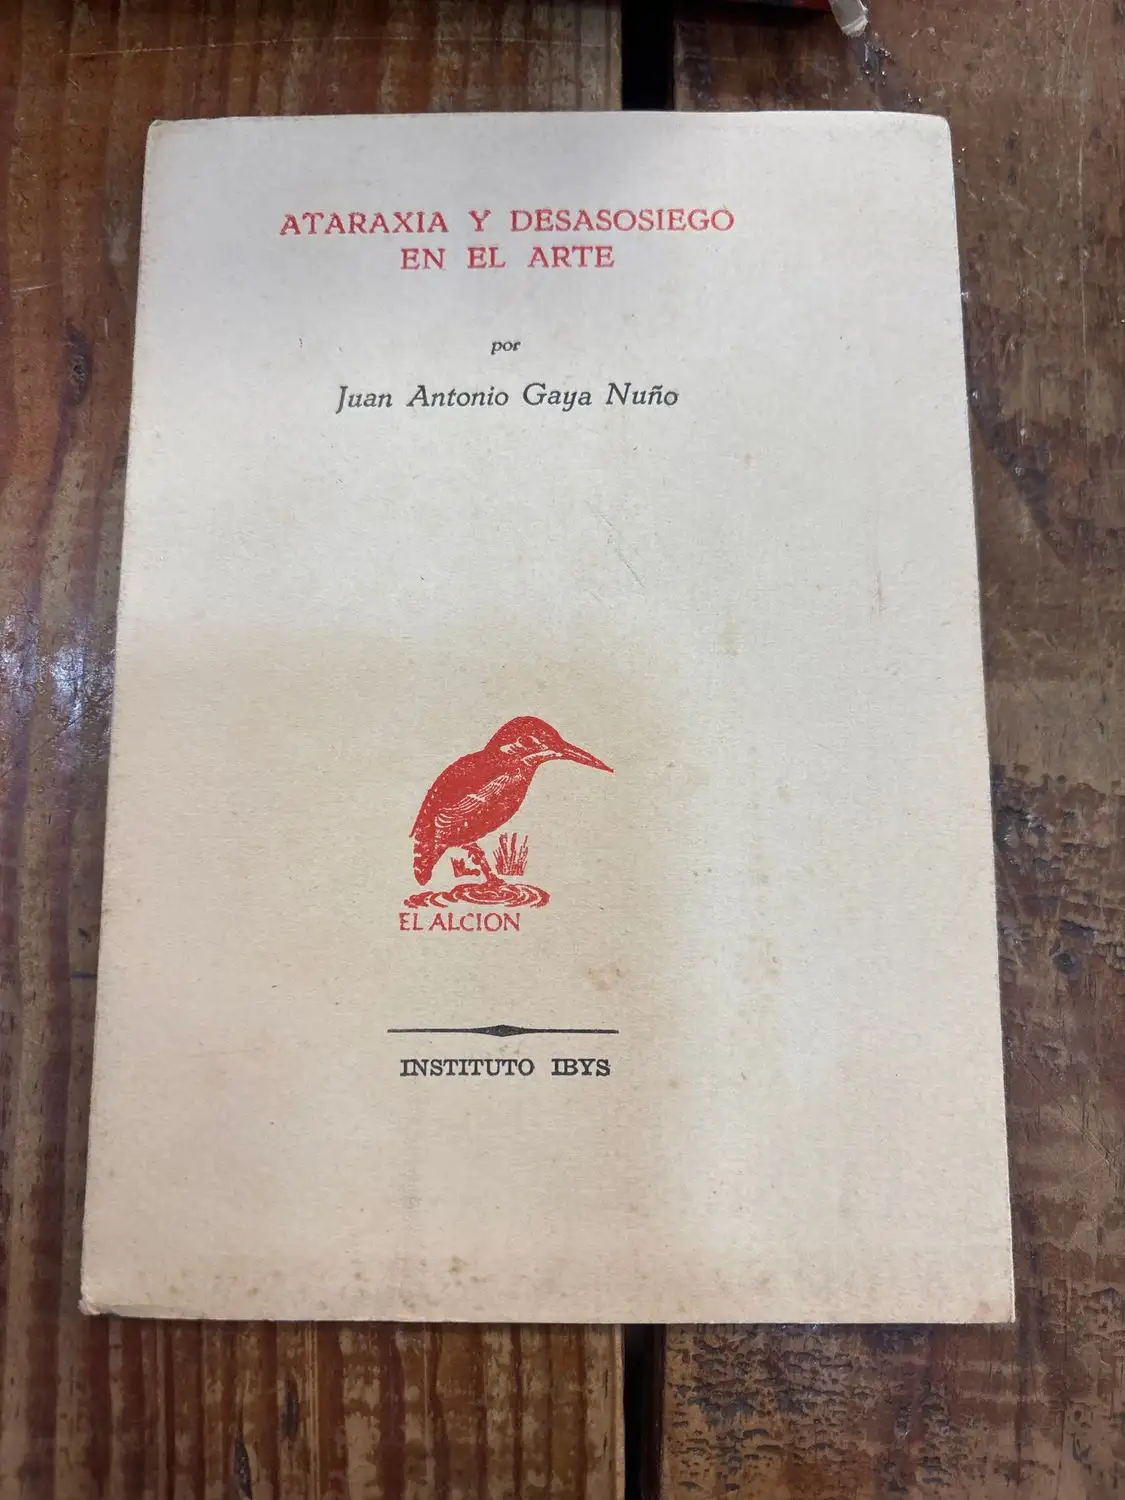 ATARAXIA Y DESASOSIEGO
EN EL ARTE
por
Juan Antonio Gaya Nuño
EL ALCION
INSTITUTO IBYS